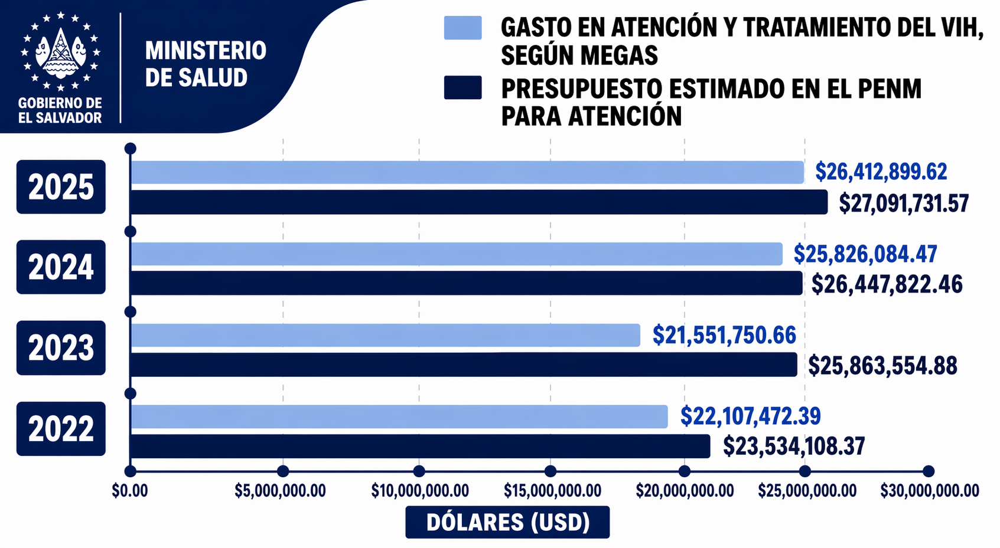 GOBIERNO DE
EL SALVADOR
MINISTERIO
DE SALUD
GASTO EN ATENCIÓN Y TRATAMIENTO DEL VIH,
SEGÚN MEGAS
PRESUPUESTO ESTIMADO EN EL PENM
PARA ATENCIÓN
2025
$26,412,899.62
$27,091,731.57
2024
$25,826,084.47
$26,447,822.46
2023
$21,551,750.66
$25,863,554.88
2022
$22,107,472.39
$23,534,108.37
$0.00 $5,000,000.00 $10,000,000.00 $15,000,000.00 $20,000,000.00 $25,000,000.00 $30,000,000.00
DÓLARES (USD)